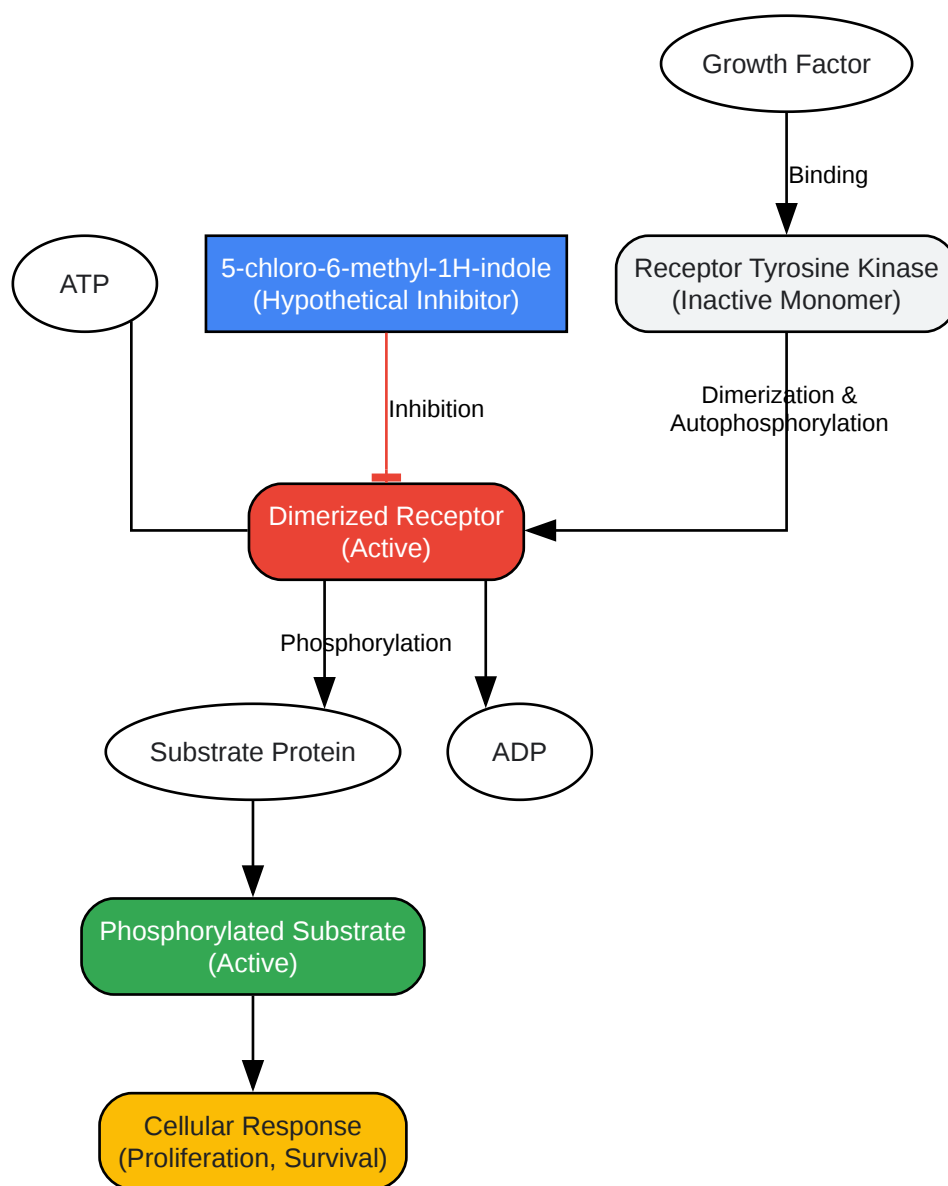 Growth Factor
Binding
ATP
5-chloro-6-methyl-1H-indole
(Hypothetical Inhibitor)
Receptor Tyrosine Kinase
(Inactive Monomer)
Inhibition
Dimerization &
Autophosphorylation
Dimerized Receptor
(Active)
Phosphorylation
Substrate Protein
ADP
Phosphorylated Substrate
(Active)
Cellular Response
(Proliferation, Survival)